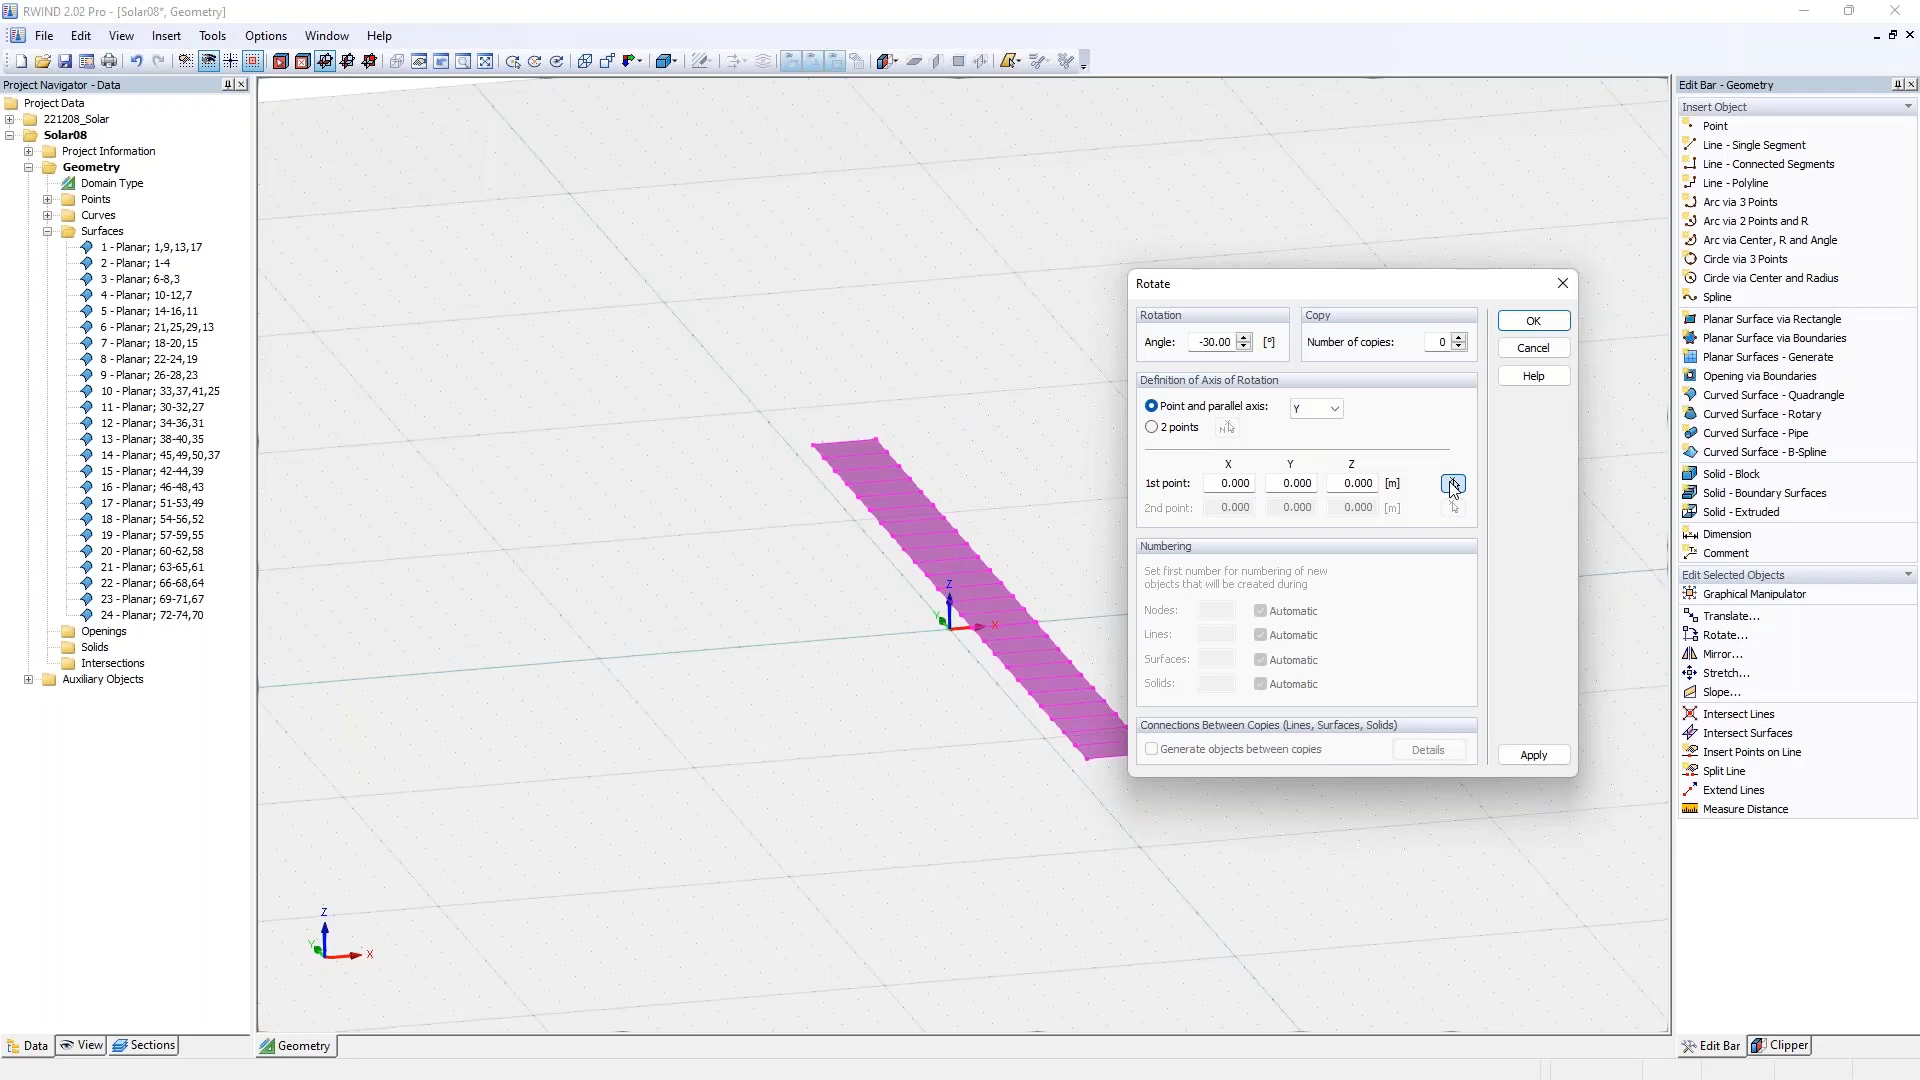 RWIND 2.02 Pro - [Solar08*, Geometry]
File Edit View Insert Tools Options Window Help
Project Navigator - Data
Project Data
221208_Solar
Solar08
Project Information
Geometry
Domain Type
Points
Curves
Surfaces
1 - Planar; 1,9,13,17
2 - Planar; 1-4
3 - Planar; 6-8,3
4 - Planar; 10-12,7
5 - Planar; 14-16,11
6 - Planar; 21,25,29,13
7 - Planar; 18-20,15
8 - Planar; 22-24,19
9 - Planar; 26-28,23
10 - Planar; 33,37,41,25
11 - Planar; 30-32,27
12 - Planar; 34-36,31
13 - Planar; 38-40,35
14 - Planar; 45,49,50,37
15 - Planar; 42-44,39
16 - Planar; 46-48,43
17 - Planar; 51-53,49
18 - Planar; 54-56,52
19 - Planar; 57-59,55
20 - Planar; 60-62,58
21 - Planar; 63-65,61
22 - Planar; 66-68,64
23 - Planar; 69-71,67
24 - Planar; 72-74,70
Openings
Solids
Intersections
Auxiliary Objects
Data View Sections
Z
Y
X
Z
Y
X
Geometry
Rotate
Rotation
Angle: -30.00 [°]
Copy
Number of copies: 0
OK
Cancel
Help
Definition of Axis of Rotation
Point and parallel axis: Y
2 points
X Y Z
1st point: 0.000 0.000 0.000 [m]
2nd point: 0.000 0.000 0.000 [m]
Numbering
Set first number for numbering of new
objects that will be created during
Nodes: Automatic
Lines: Automatic
Surfaces: Automatic
Solids: Automatic
Connections Between Copies (Lines, Surfaces, Solids)
Generate objects between copies Details
Apply
Edit Bar - Geometry
Insert Object
Point
Line - Single Segment
Line - Connected Segments
Line - Polyline
Arc via 3 Points
Arc via 2 Points and R
Arc via Center, R and Angle
Circle via 3 Points
Circle via Center and Radius
Spline
Planar Surface via Rectangle
Planar Surface via Boundaries
Planar Surfaces - Generate
Opening via Boundaries
Curved Surface - Quadrangle
Curved Surface - Rotary
Curved Surface - Pipe
Curved Surface - B-Spline
Solid - Block
Solid - Boundary Surfaces
Solid - Extruded
Dimension
Comment
Edit Selected Objects
Graphical Manipulator
Translate...
Rotate...
Mirror...
Stretch...
Slope...
Intersect Lines
Intersect Surfaces
Insert Points on Line
Split Line
Extend Lines
Measure Distance
Edit Bar Clipper